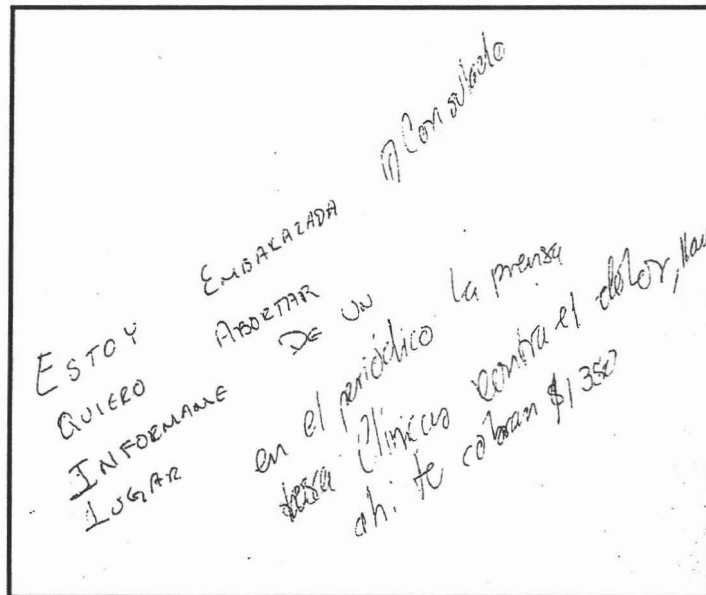 ESTOY EMBARAZADA
QUIERO ABORTAR
INFORMAME DE UN
LUGAR
en el periódico la prensa
Clinicas contra el dolor,
ahi te cobran $1350